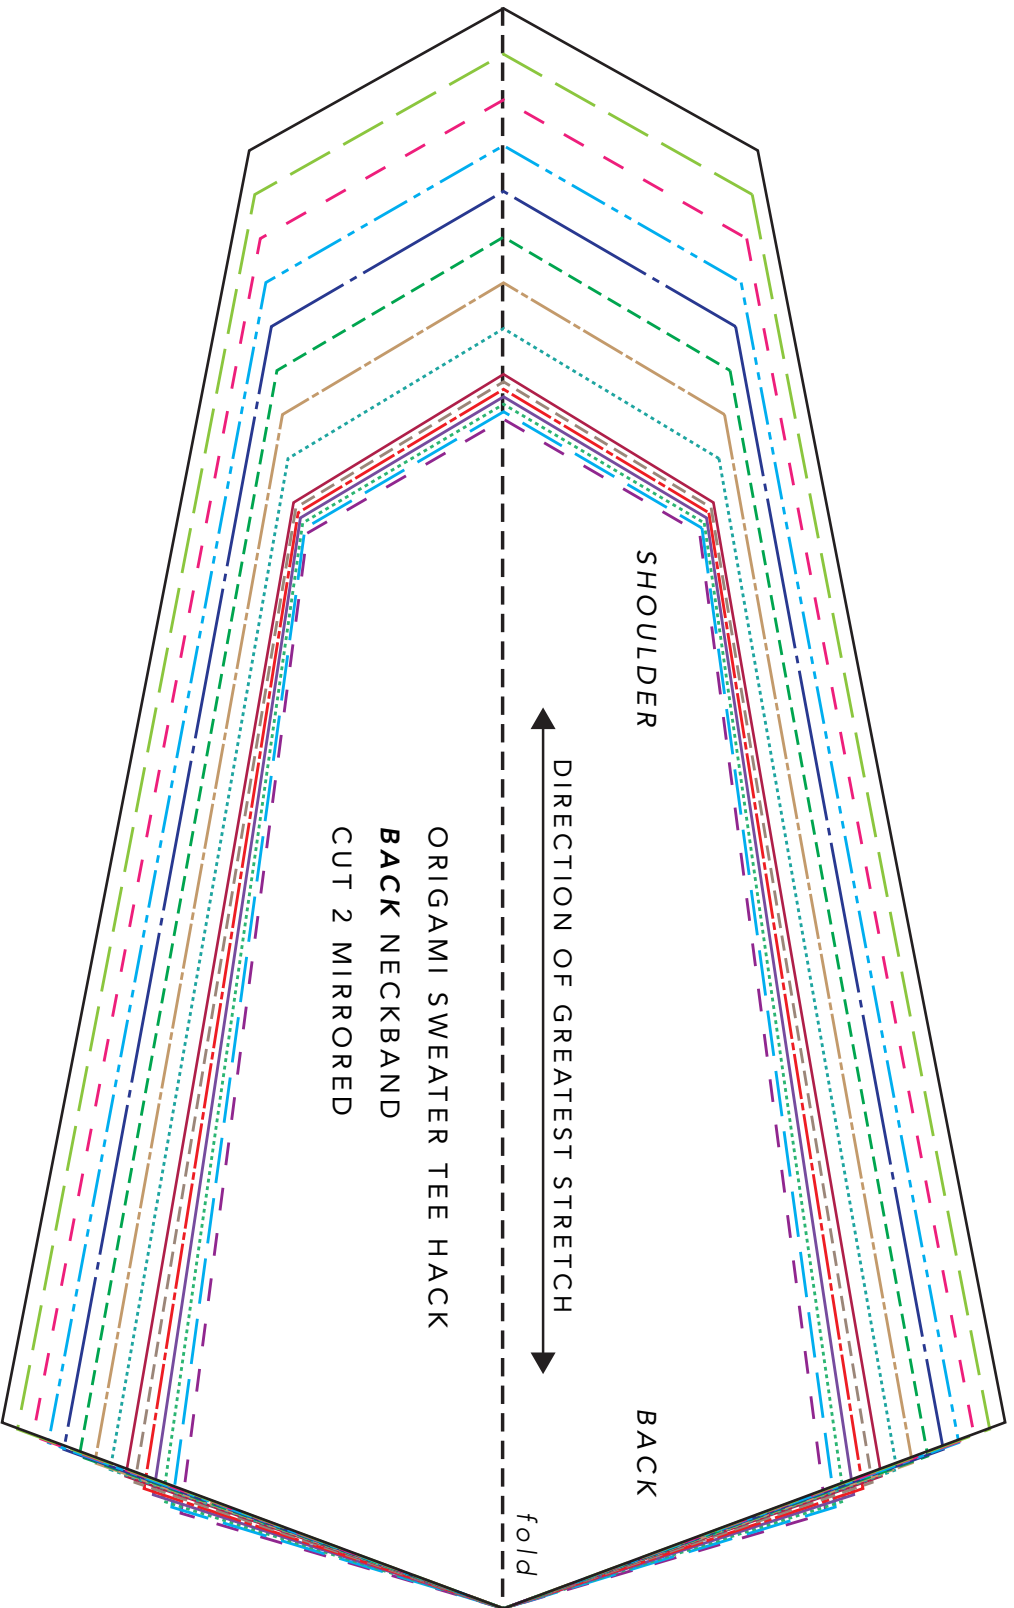 SHOULDER
DIRECTION OF GREATEST STRETCH
ORIGAMI SWEATER TEE HACK
BACK NECKBAND
CUT 2 MIRRORED
BACK
fold